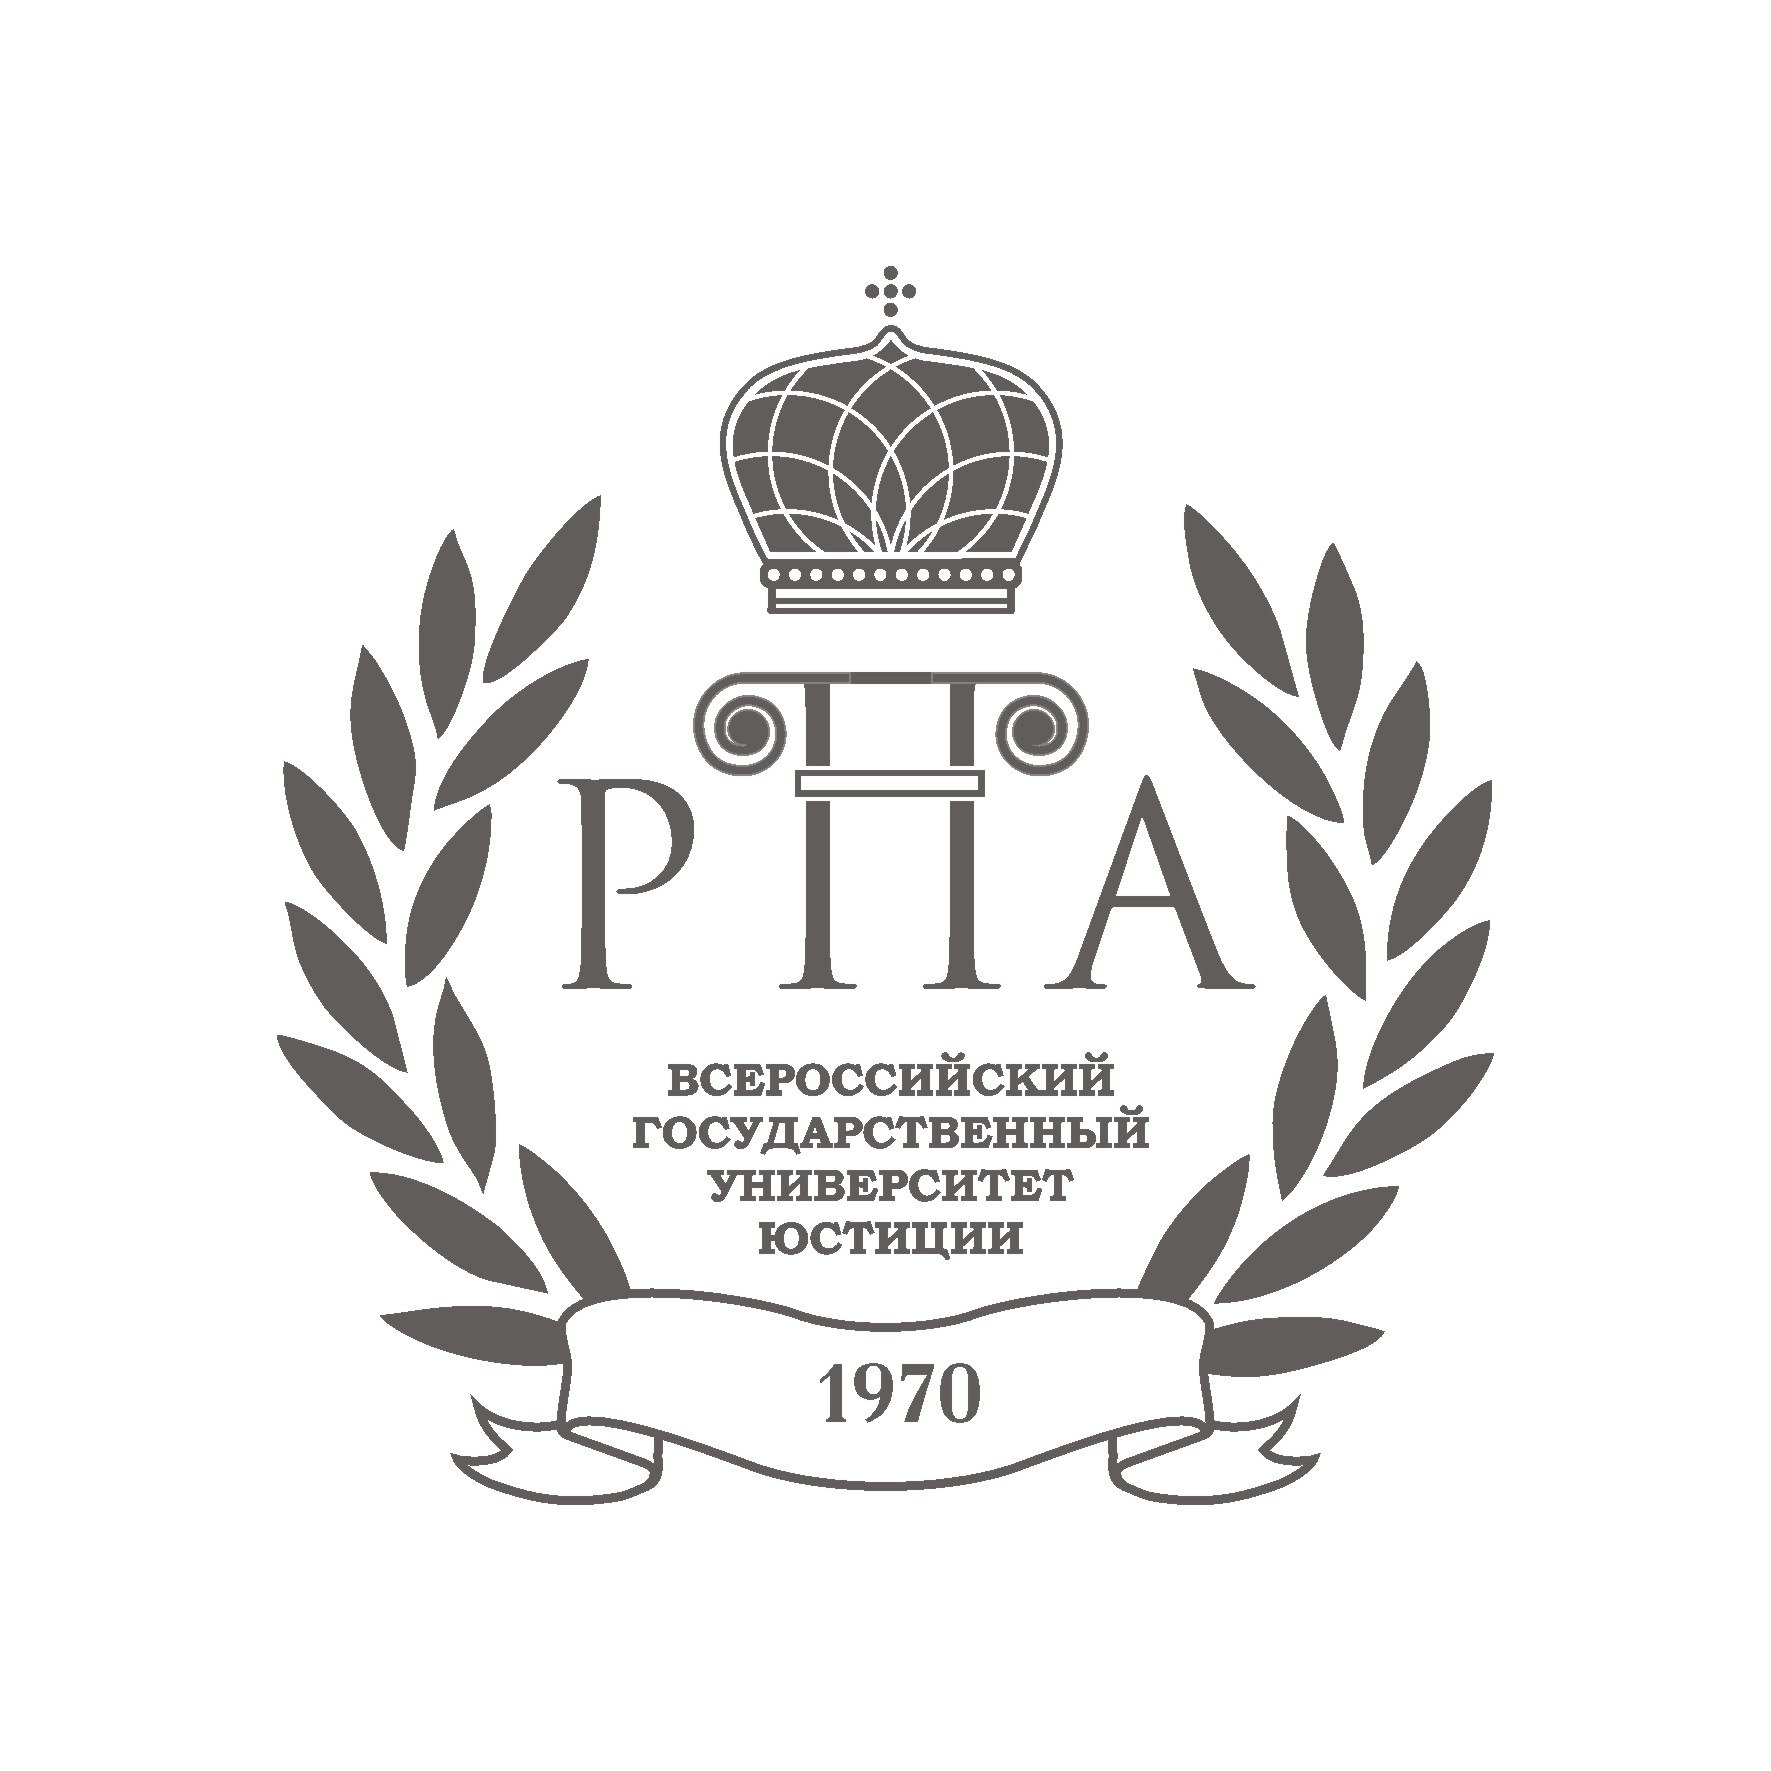 РПА
ВСЕРОССИЙСКИЙ
ГОСУДАРСТВЕННЫЙ
УНИВЕРСИТЕТ
ЮСТИЦИИ
1970